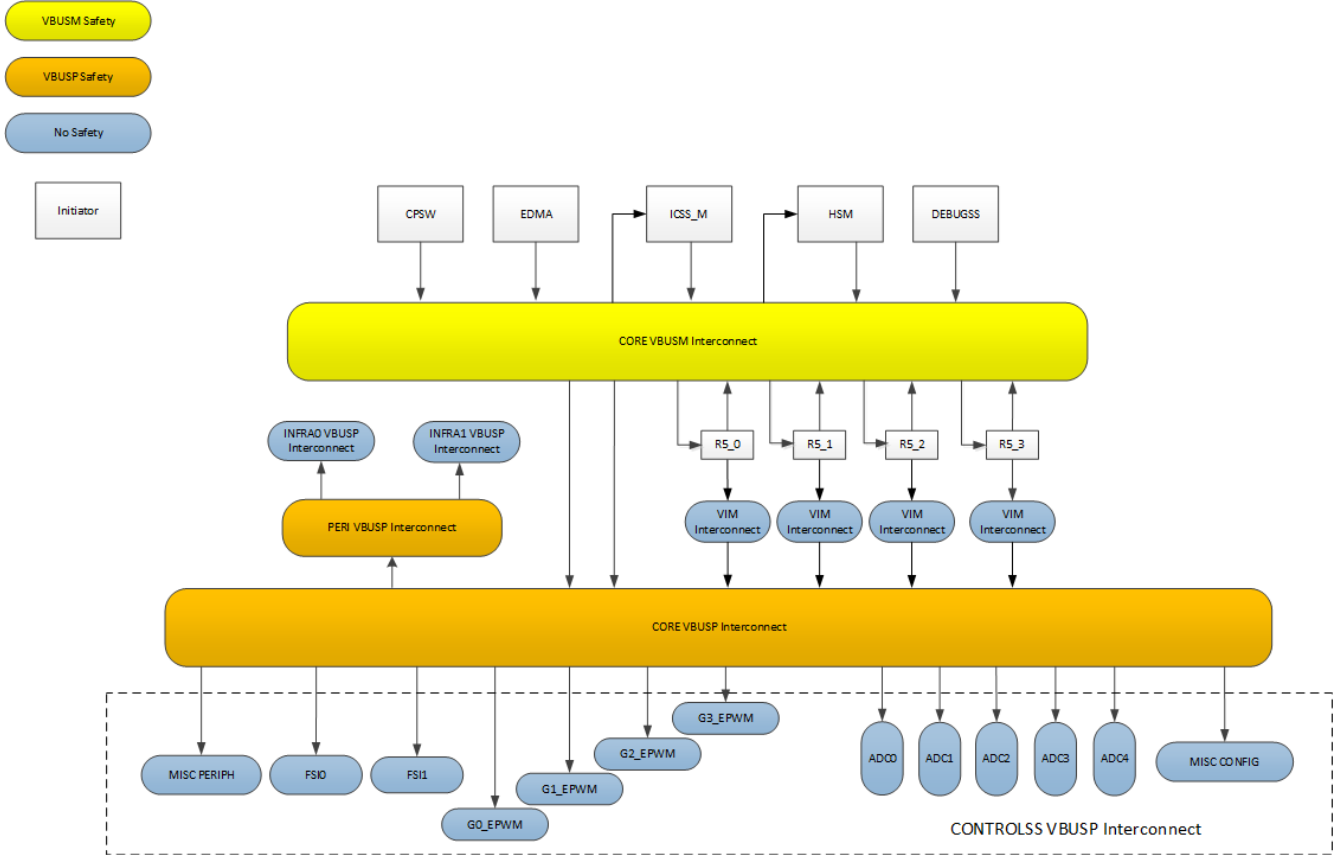 VBUSM Safety
VBUSP Safety
No Safety
Initiator
CPSW
EDMA
ICSS_M
HSM
DEBUGSS
CORE VBUSM Interconnect
INFRA0 VBUSP
Interconnect
INFRA1 VBUSP
Interconnect
R5_0
R5_1
R5_2
R5_3
PERI VBUSP Interconnect
VIM
Interconnect
VIM
Interconnect
VIM
Interconnect
VIM
Interconnect
CORE VBUSP Interconnect
MISC PERIPH
FSI0
FSI1
G0_EPWM
G1_EPWM
G2_EPWM
G3_EPWM
ADC0
ADC1
ADC2
ADC3
ADC4
MISC CONFIG
CONTROLSS VBUSP Interconnect